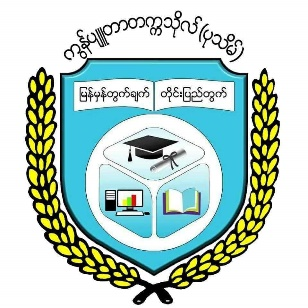 ကွန်ပျူတာတက္ကသိုလ်(ပုသိမ်)
မြန်မှန်တွက်ချက် တိုင်းပြည်တွက်